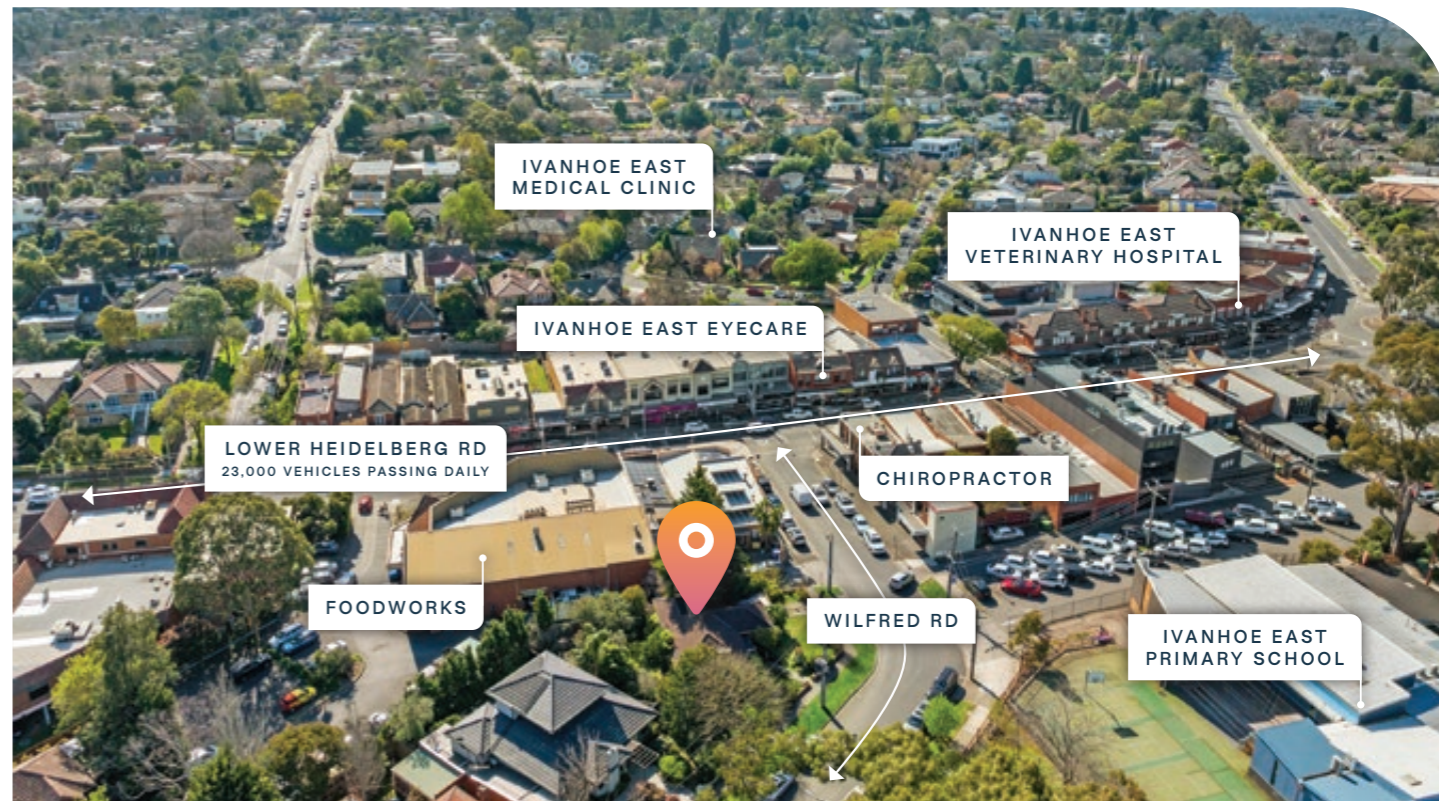 IVANHOE EAST
MEDICAL CLINIC
IVANHOE EAST
VETERINARY HOSPITAL
IVANHOE EAST EYECARE
LOWER HEIDELBERG RD
23,000 VEHICLES PASSING DAILY
CHIROPRACTOR
FOODWORKS
WILFRED RD
IVANHOE EAST
PRIMARY SCHOOL